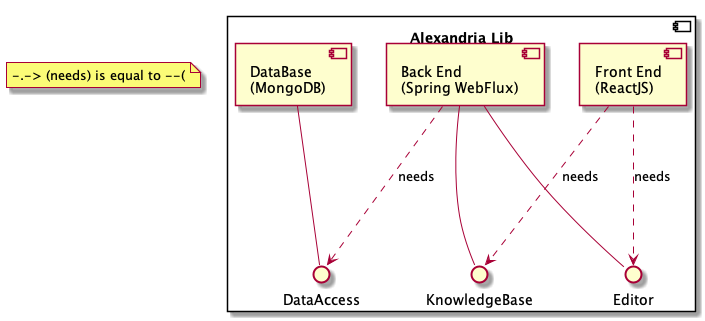 -.-> (needs) is equal to --(
Alexandria Lib
DataBase
(MongoDB)
Back End
(Spring WebFlux)
Front End
(ReactJS)
needs
needs
needs
DataAccess
KnowledgeBase
Editor